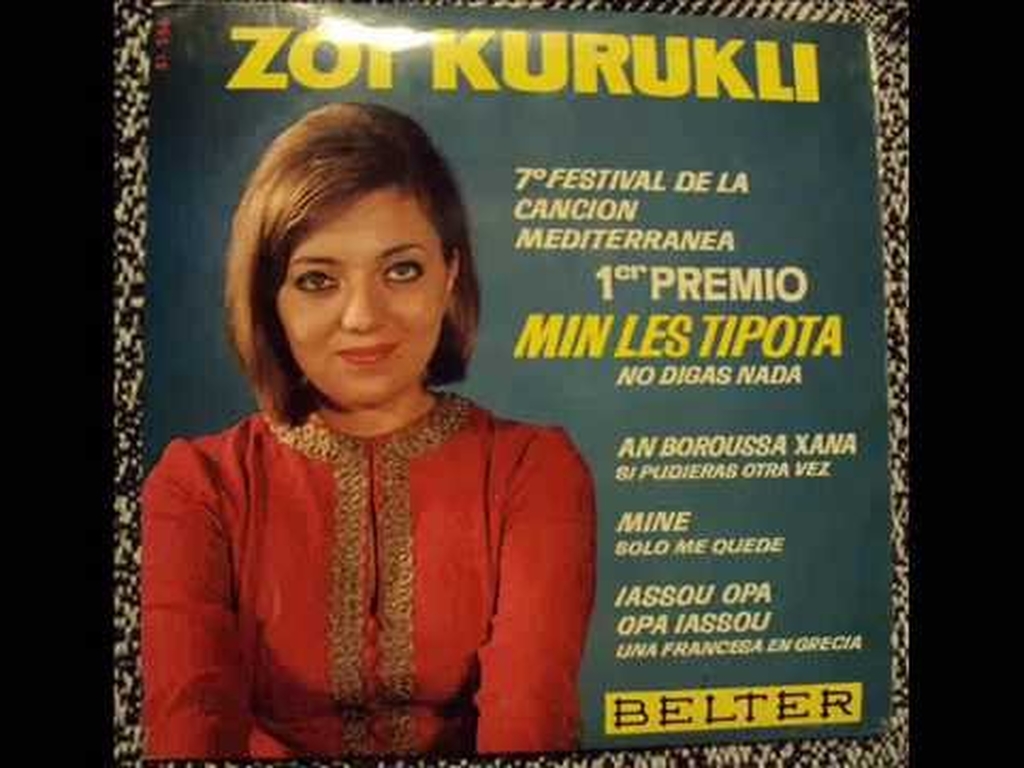 ZOI KURUKLI
7º FESTIVAL DE LA
CANCION
MEDITERRANEA
1er PREMIO
MIN LES TIPOTA
NO DIGAS NADA
AN BOROUSSA XANA
SI PUDIERAS OTRA VEZ
MINE
SOLO ME QUEDE
IASSOU OPA
OPA IASSOU
UNA FRANCESA EN GRECIA
BELTER